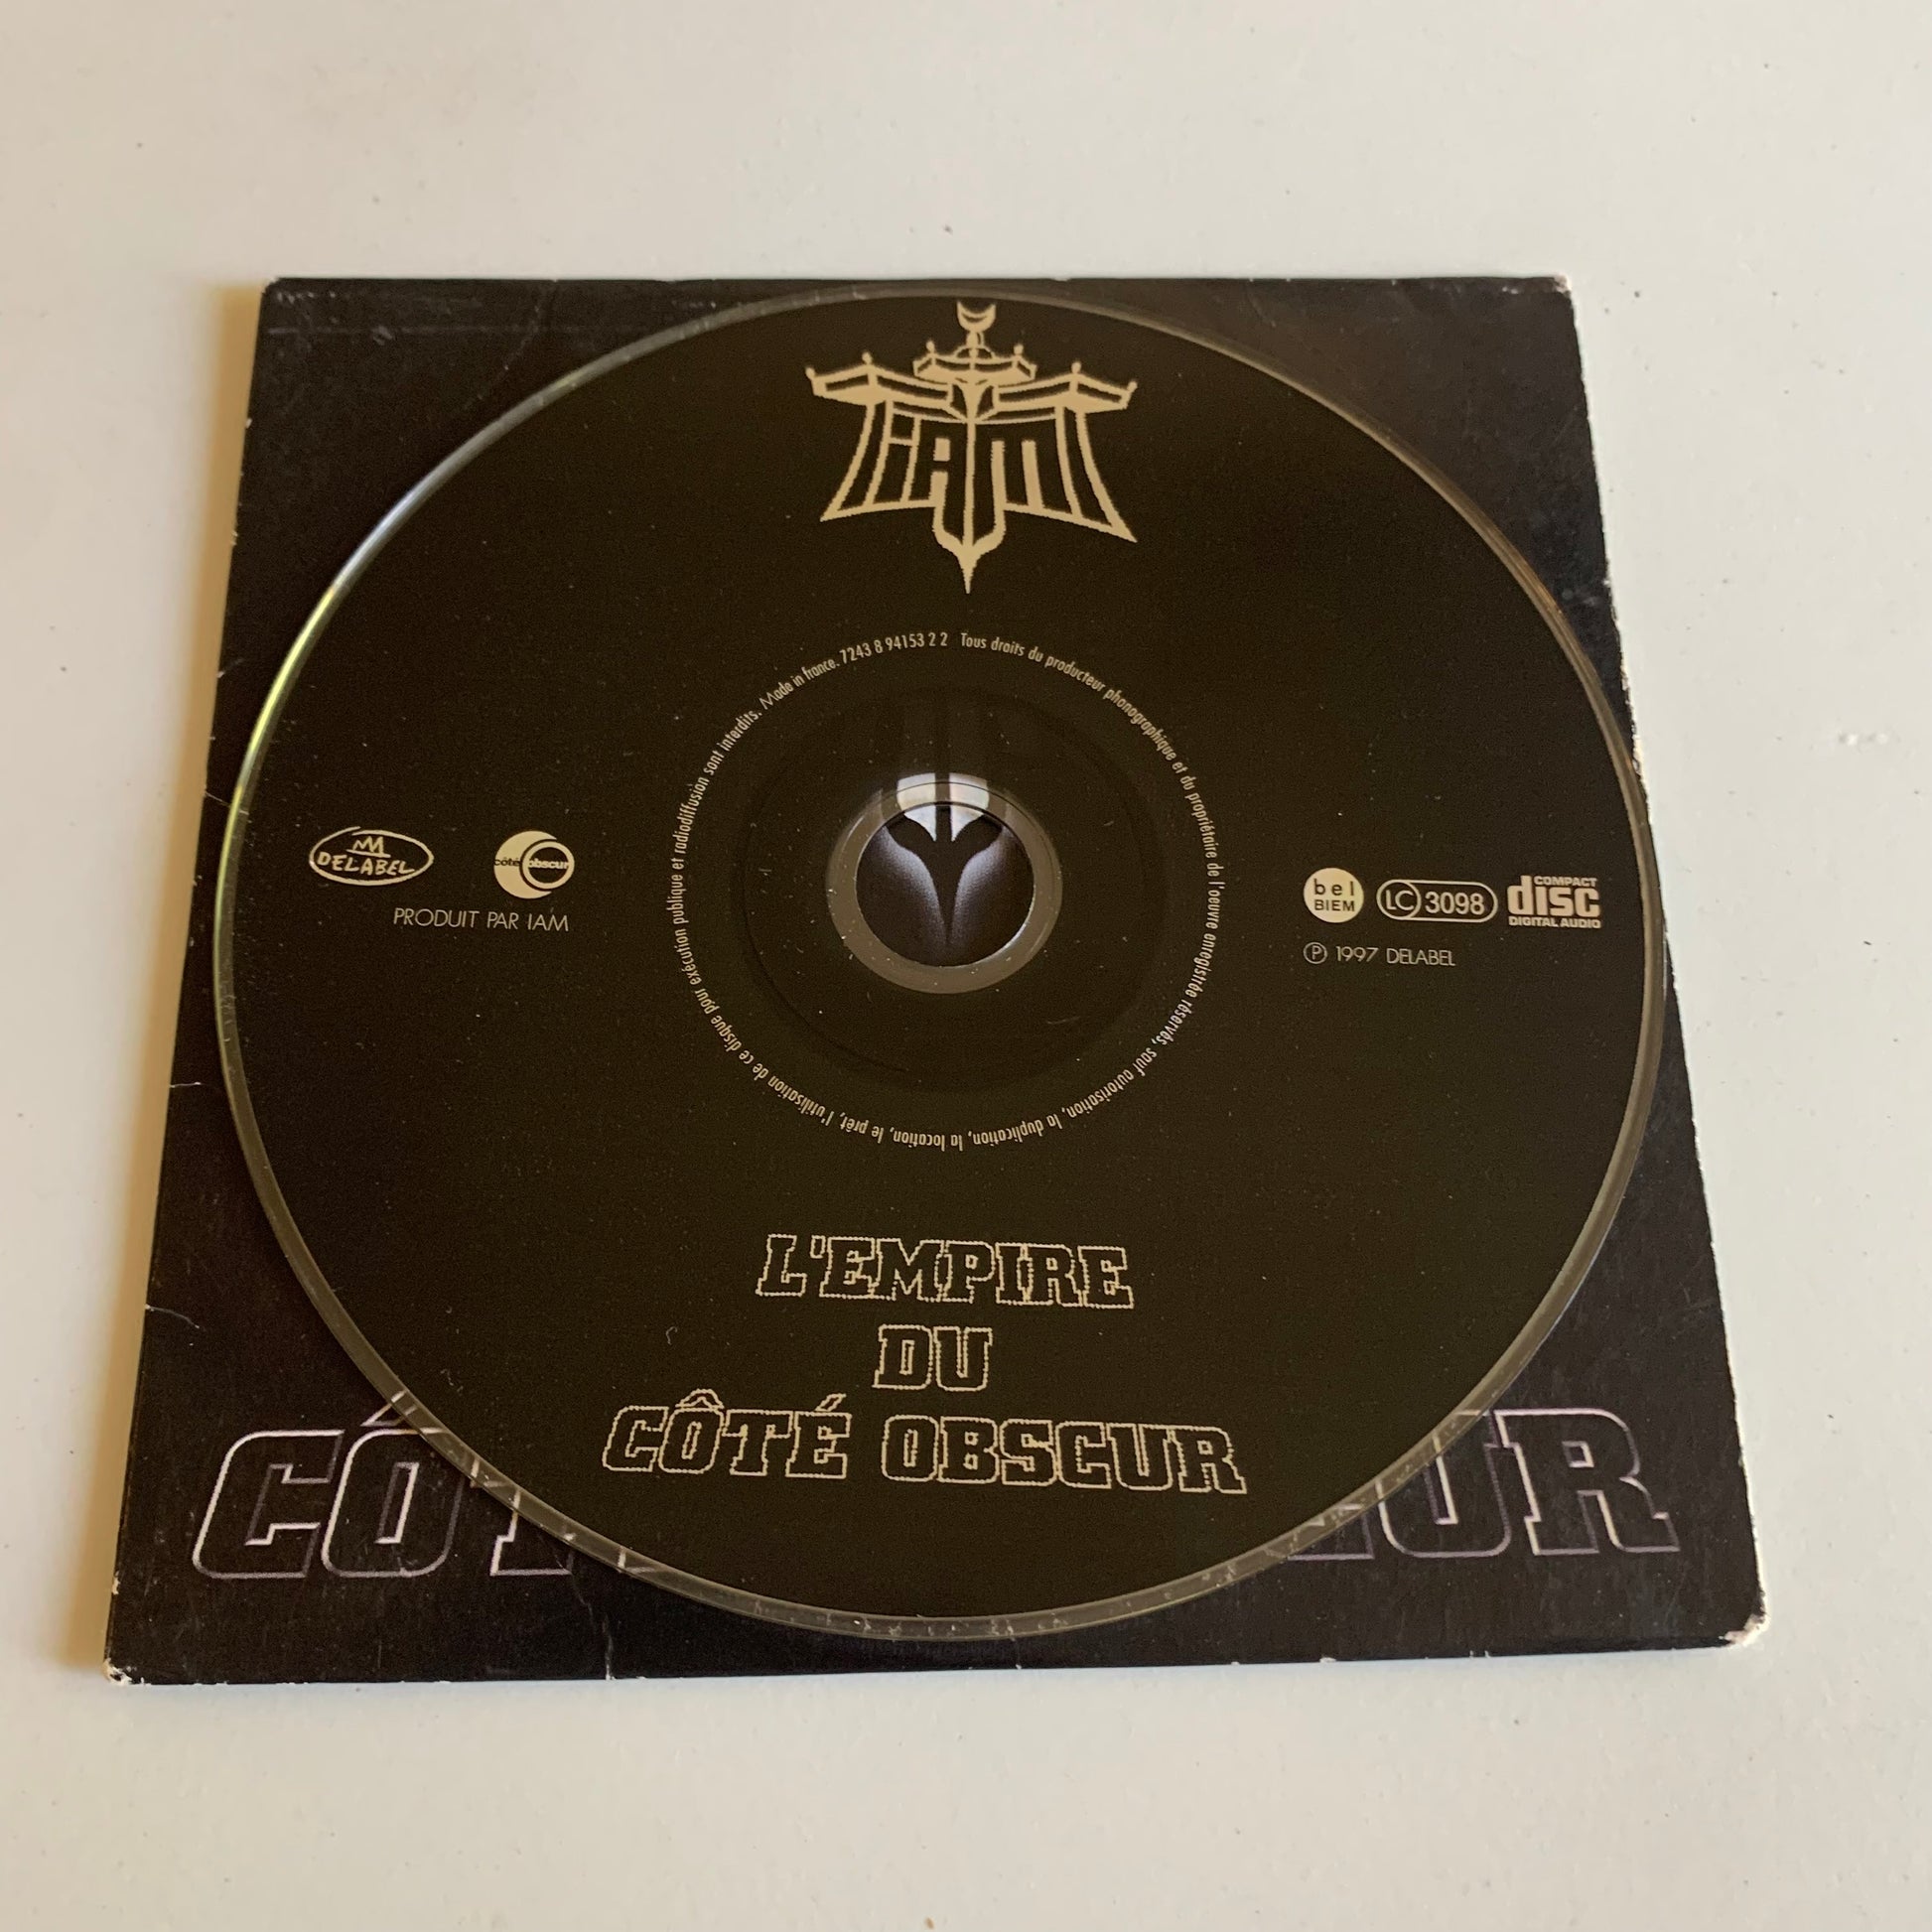 IAM
Tous droits du producteur phonographique et du propriétaire de l'oeuvre enregistrée réservés, sauf autorisation, la duplication, la location, le prêt, l'utilisation de ce disque pour exécution publique et radiodiffusion sont interdits. Made in france. 7243 8 94153 2 2
DELABEL
côté obscur
PRODUIT PAR IAM
bel
BIEM
LC 3098
COMPACT
disc
DIGITAL AUDIO
Ⓟ 1997 DELABEL
L'EMPIRE
DU
CÔTÉ OBSCUR